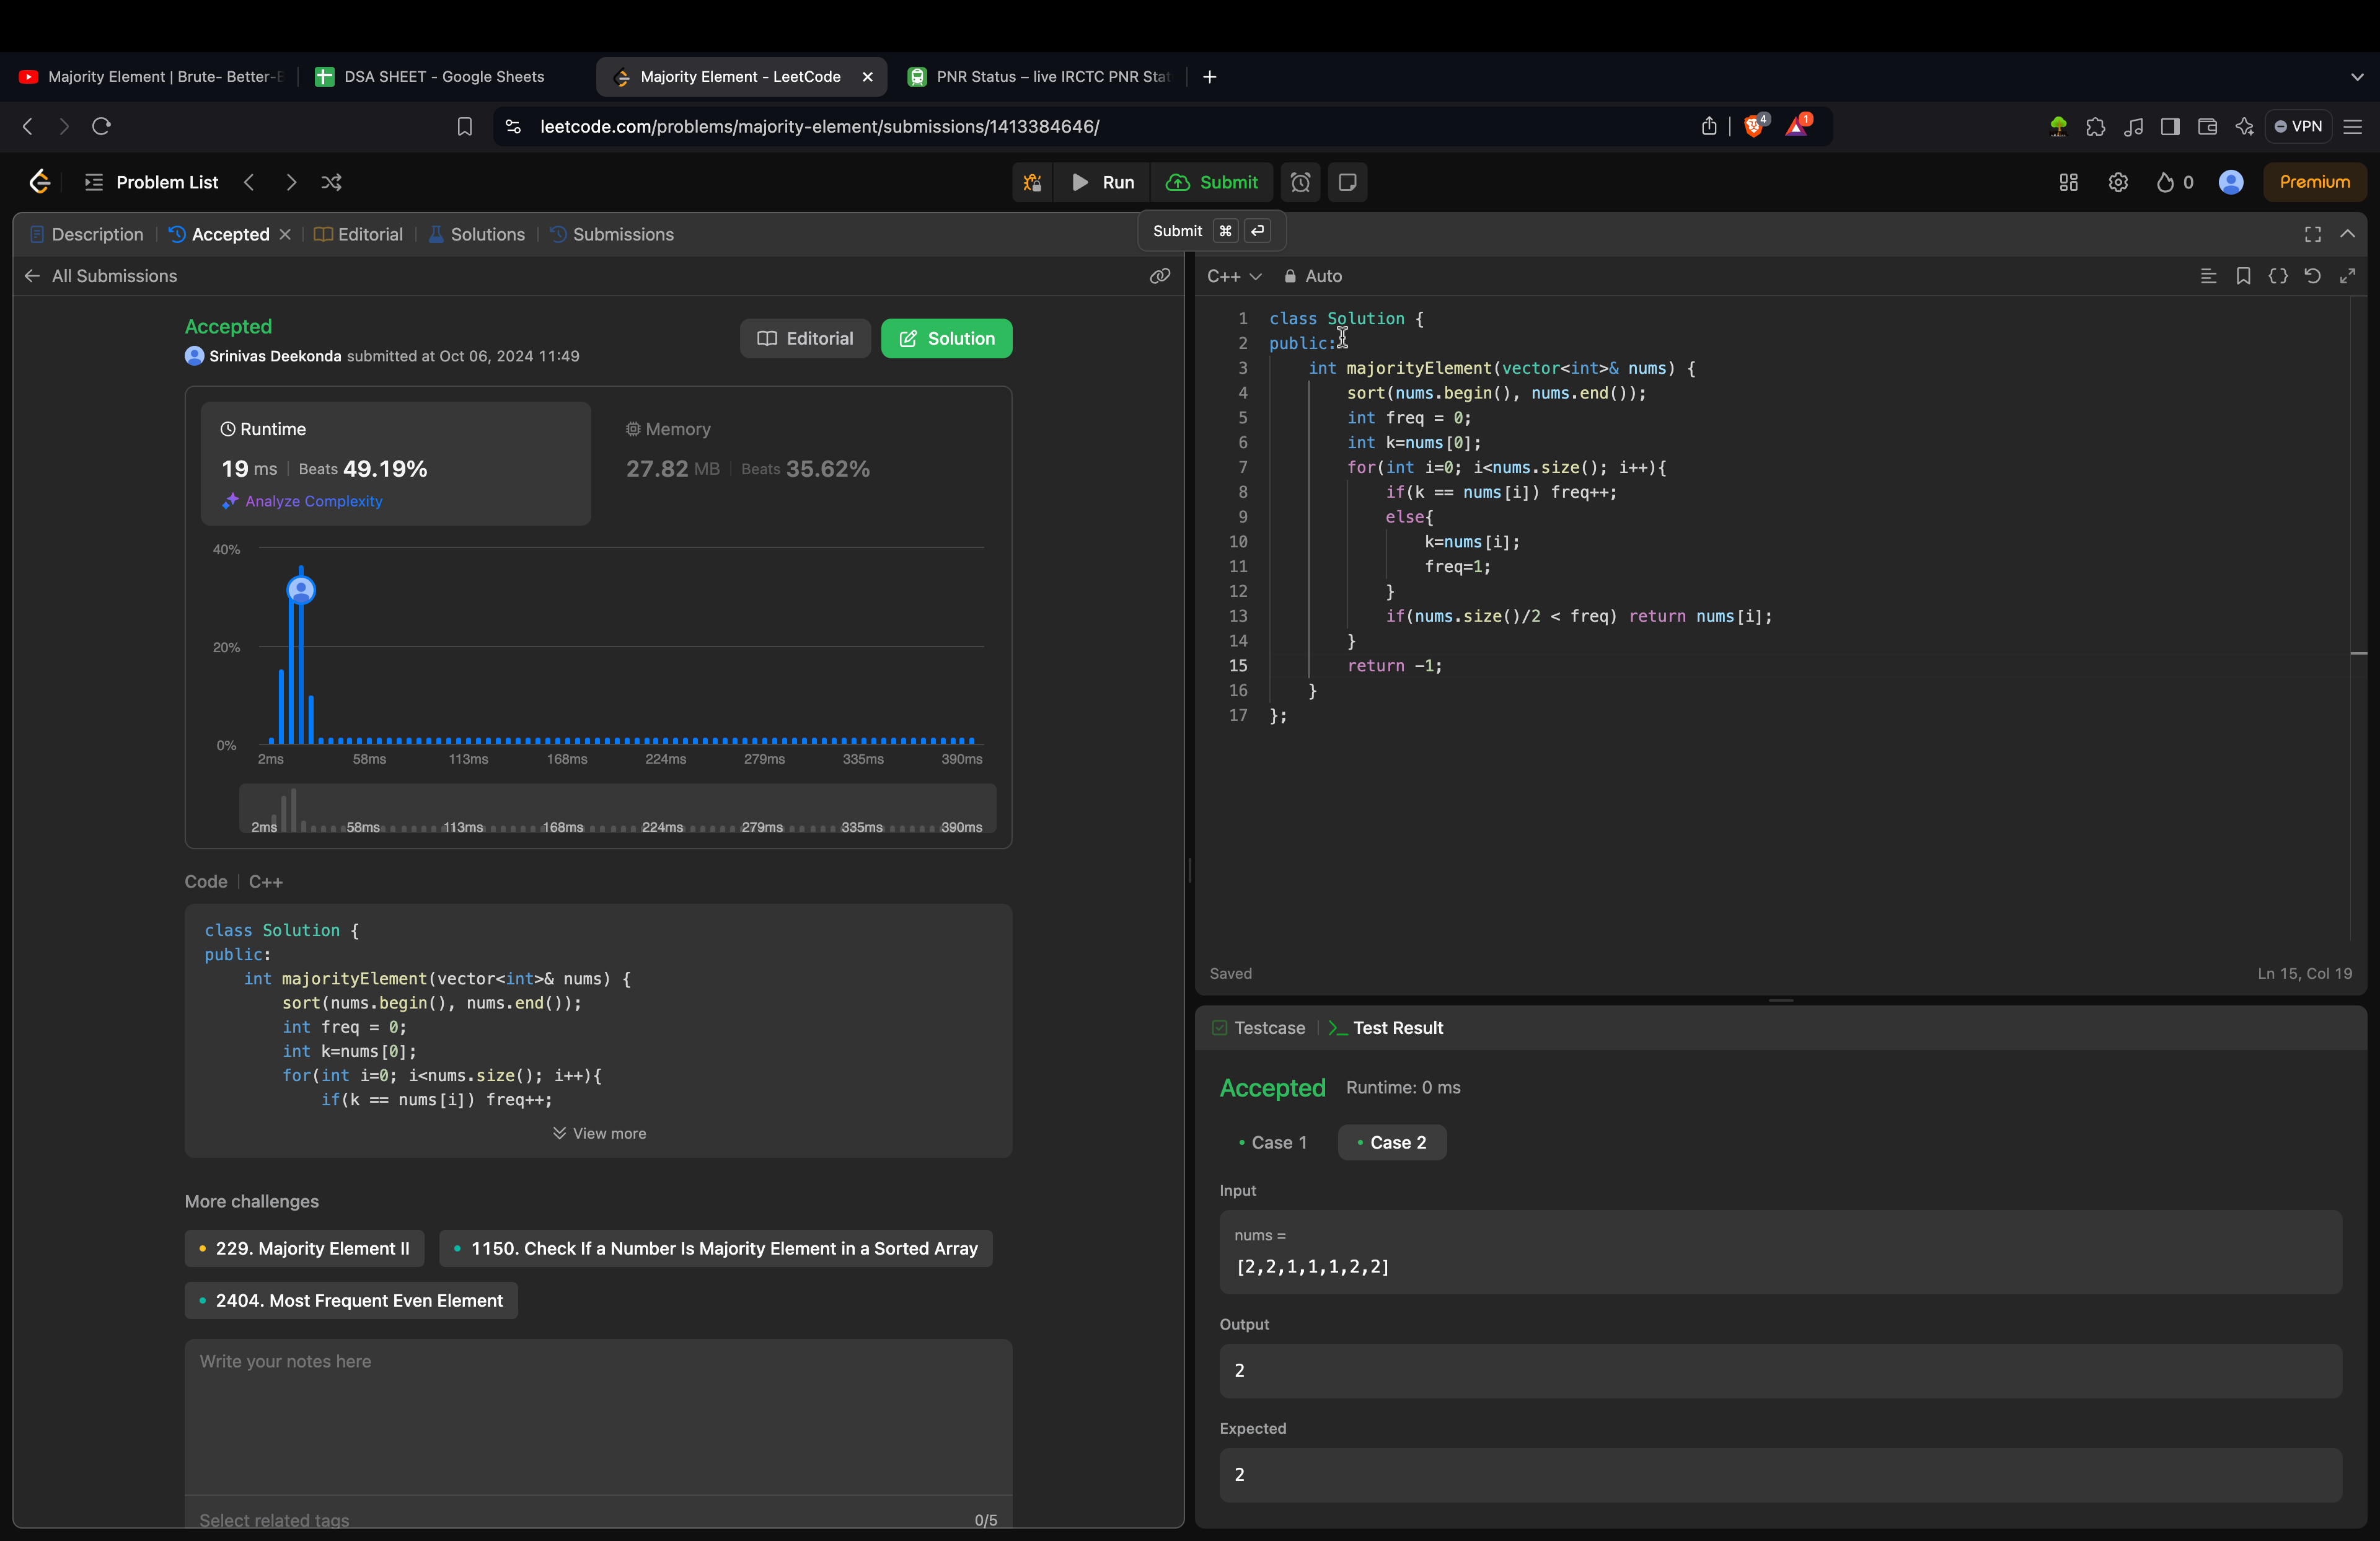 Majority Element | Brute- Better-
DSA SHEET - Google Sheets
Majority Element - LeetCode
PNR Status – live IRCTC PNR Stat
leetcode.com/problems/majority-element/submissions/1413384646/
4
1
VPN
Problem List
Run
Submit
0
Premium
Description
Accepted
Editorial
Solutions
Submissions
Submit ⌘ ↵
All Submissions
Accepted
Srinivas Deekonda submitted at Oct 06, 2024 11:49
Editorial
Solution
Runtime
19 ms | Beats 49.19%
Analyze Complexity
Memory
27.82 MB | Beats 35.62%
40%
20%
0%
2ms 58ms 113ms 168ms 224ms 279ms 335ms 390ms
2ms 58ms 113ms 168ms 224ms 279ms 335ms 390ms
Code | C++
class Solution {
public:
    int majorityElement(vector<int>& nums) {
        sort(nums.begin(), nums.end());
        int freq = 0;
        int k=nums[0];
        for(int i=0; i<nums.size(); i++){
            if(k == nums[i]) freq++;
View more
More challenges
229. Majority Element II
1150. Check If a Number Is Majority Element in a Sorted Array
2404. Most Frequent Even Element
Write your notes here
Select related tags
0/5
C++
Auto
1 class Solution {
2 public:
3     int majorityElement(vector<int>& nums) {
4         sort(nums.begin(), nums.end());
5         int freq = 0;
6         int k=nums[0];
7         for(int i=0; i<nums.size(); i++){
8             if(k == nums[i]) freq++;
9             else{
10                 k=nums[i];
11                 freq=1;
12             }
13             if(nums.size()/2 < freq) return nums[i];
14         }
15         return -1;
16     }
17 };
Saved
Ln 15, Col 19
Testcase
Test Result
Accepted
Runtime: 0 ms
Case 1
Case 2
Input
nums =
[2,2,1,1,1,2,2]
Output
2
Expected
2